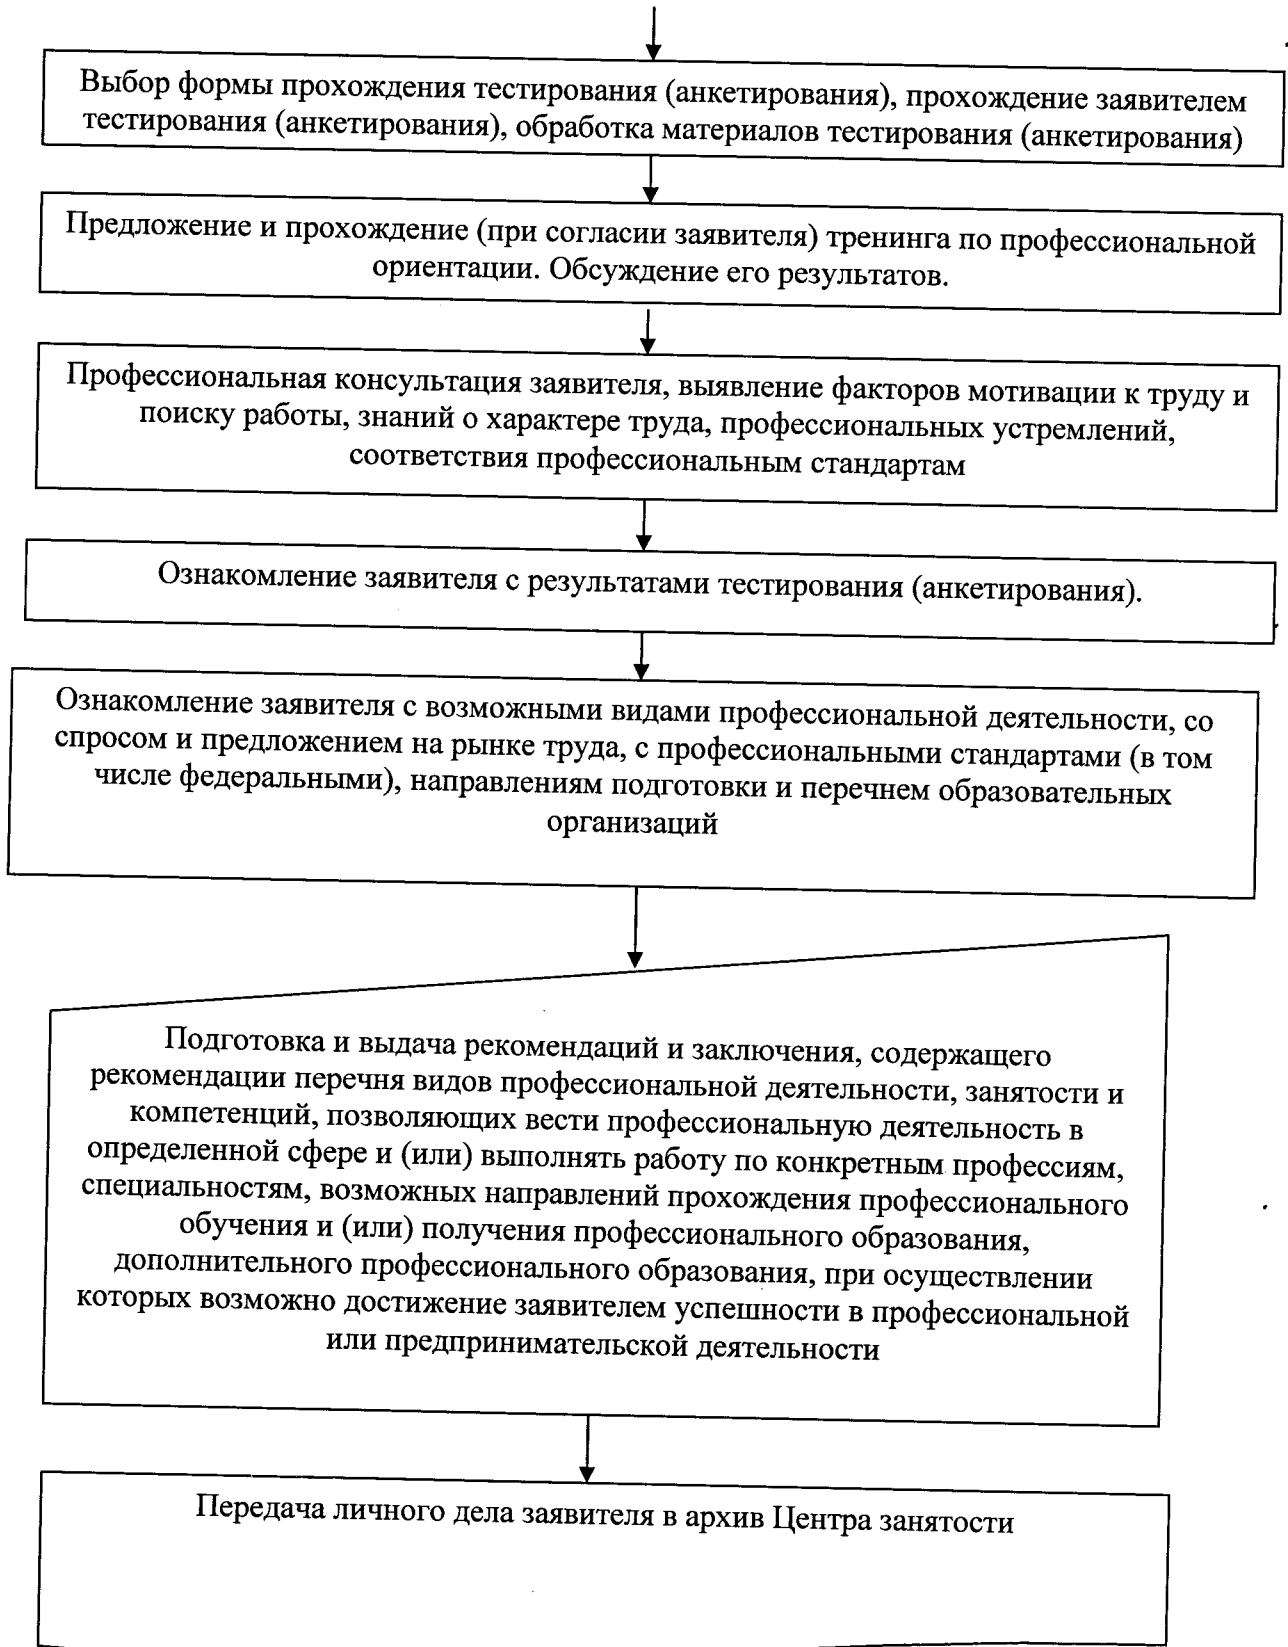 Выбор формы прохождения тестирования (анкетирования), прохождение заявителем
тестирования (анкетирования), обработка материалов тестирования (анкетирования)
Предложение и прохождение (при согласии заявителя) тренинга по профессиональной
ориентации. Обсуждение его результатов.
Профессиональная консультация заявителя, выявление факторов мотивации к труду и
поиску работы, знаний о характере труда, профессиональных устремлений,
соответствия профессиональным стандартам
Ознакомление заявителя с результатами тестирования (анкетирования).
Ознакомление заявителя с возможными видами профессиональной деятельности, со
спросом и предложением на рынке труда, с профессиональными стандартами (в том
числе федеральными), направлениям подготовки и перечнем образовательных
организаций
Подготовка и выдача рекомендаций и заключения, содержащего
рекомендации перечня видов профессиональной деятельности, занятости и
компетенций, позволяющих вести профессиональную деятельность в
определенной сфере и (или) выполнять работу по конкретным профессиям,
специальностям, возможных направлений прохождения профессионального
обучения и (или) получения профессионального образования,
дополнительного профессионального образования, при осуществлении
которых возможно достижение заявителем успешности в профессиональной
или предпринимательской деятельности
Передача личного дела заявителя в архив Центра занятости